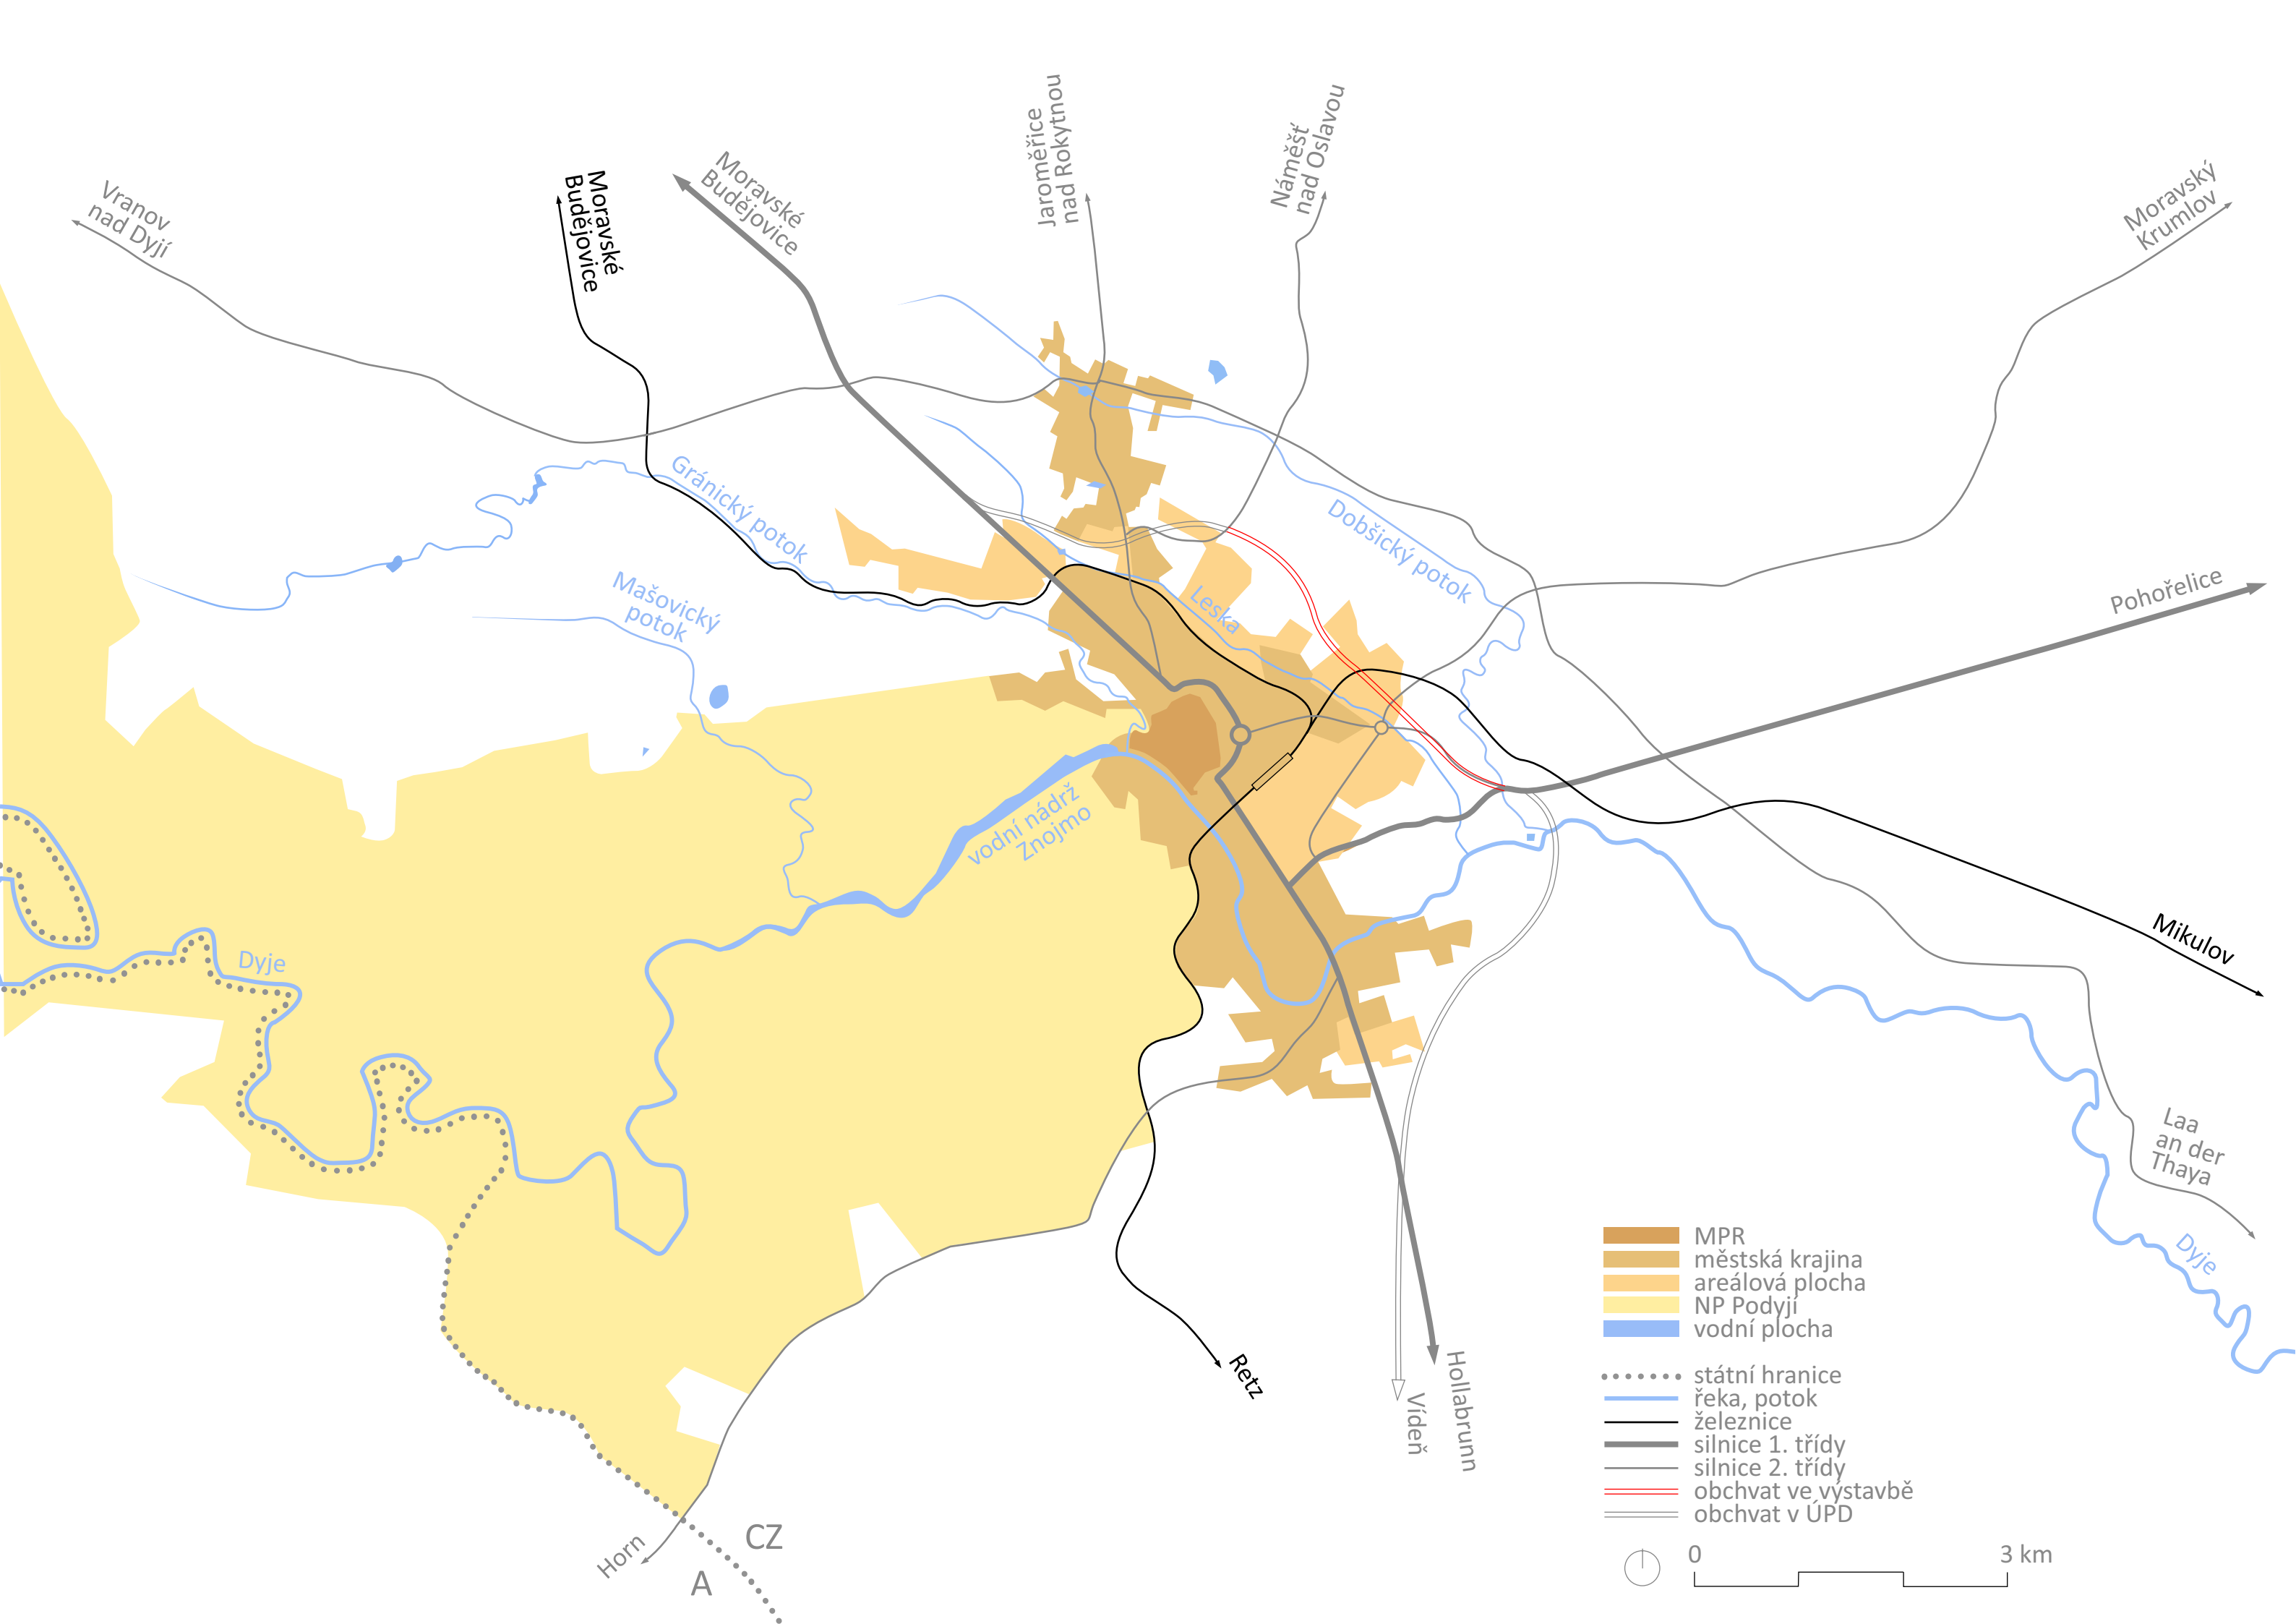 Jaroměřice
nad Rokytnou
Náměšť
nad Oslavou
Moravské
Budějovice
Moravské
Budějovice
Vranov
nad Dyjí
Moravský
Krumlov
Gránický potok
Dobšický potok
Mašovický
potok
Leska
Pohořelice
vodní nádrž
Znojmo
Dyje
Mikulov
Laa
an der
Thaya
Dyje
Retz
Hollabrunn
Vídeň
Horn
CZ
A
MPR
městská krajina
areálová plocha
NP Podyjí
vodní plocha
státní hranice
řeka, potok
železnice
silnice 1. třídy
silnice 2. třídy
obchvat ve výstavbě
obchvat v ÚPD
0 3 km